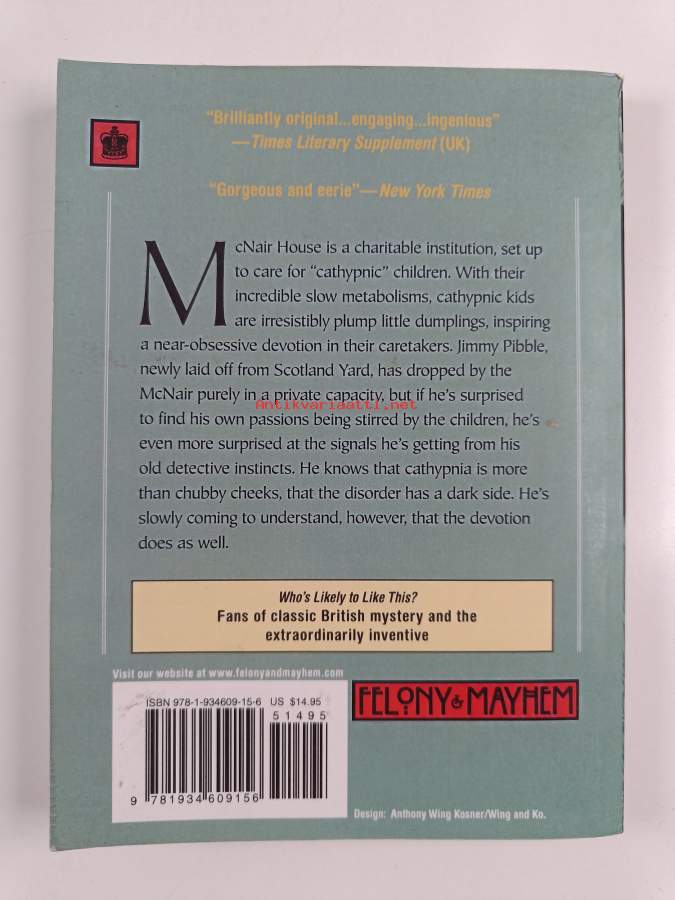 “Brilliantly original...engaging...ingenious”
—Times Literary Supplement (UK)
“Gorgeous and eerie”—New York Times
McNair House is a charitable institution, set up
to care for “cathypnic” children. With their
incredible slow metabolisms, cathypnic kids
are irresistibly plump little dumplings, inspiring
a near-obsessive devotion in their caretakers. Jimmy Pibble,
newly laid off from Scotland Yard, has dropped by the
McNair purely in a private capacity, but if he’s surprised
Antikvariaatti.net
to find his own passions being stirred by the children, he’s
even more surprised at the signals he’s getting from his
old detective instincts. He knows that cathypnia is more
than chubby cheeks, that the disorder has a dark side. He’s
slowly coming to understand, however, that the devotion
does as well.
Who’s Likely to Like This?
Fans of classic British mystery and the
extraordinarily inventive
Visit our website at www.felonyandmayhem.com
ISBN 978-1-934609-15-6 US $14.95
51495
9 781934 609156
FELONY & MAYHEM
Design: Anthony Wing Kosner/Wing and Ko.